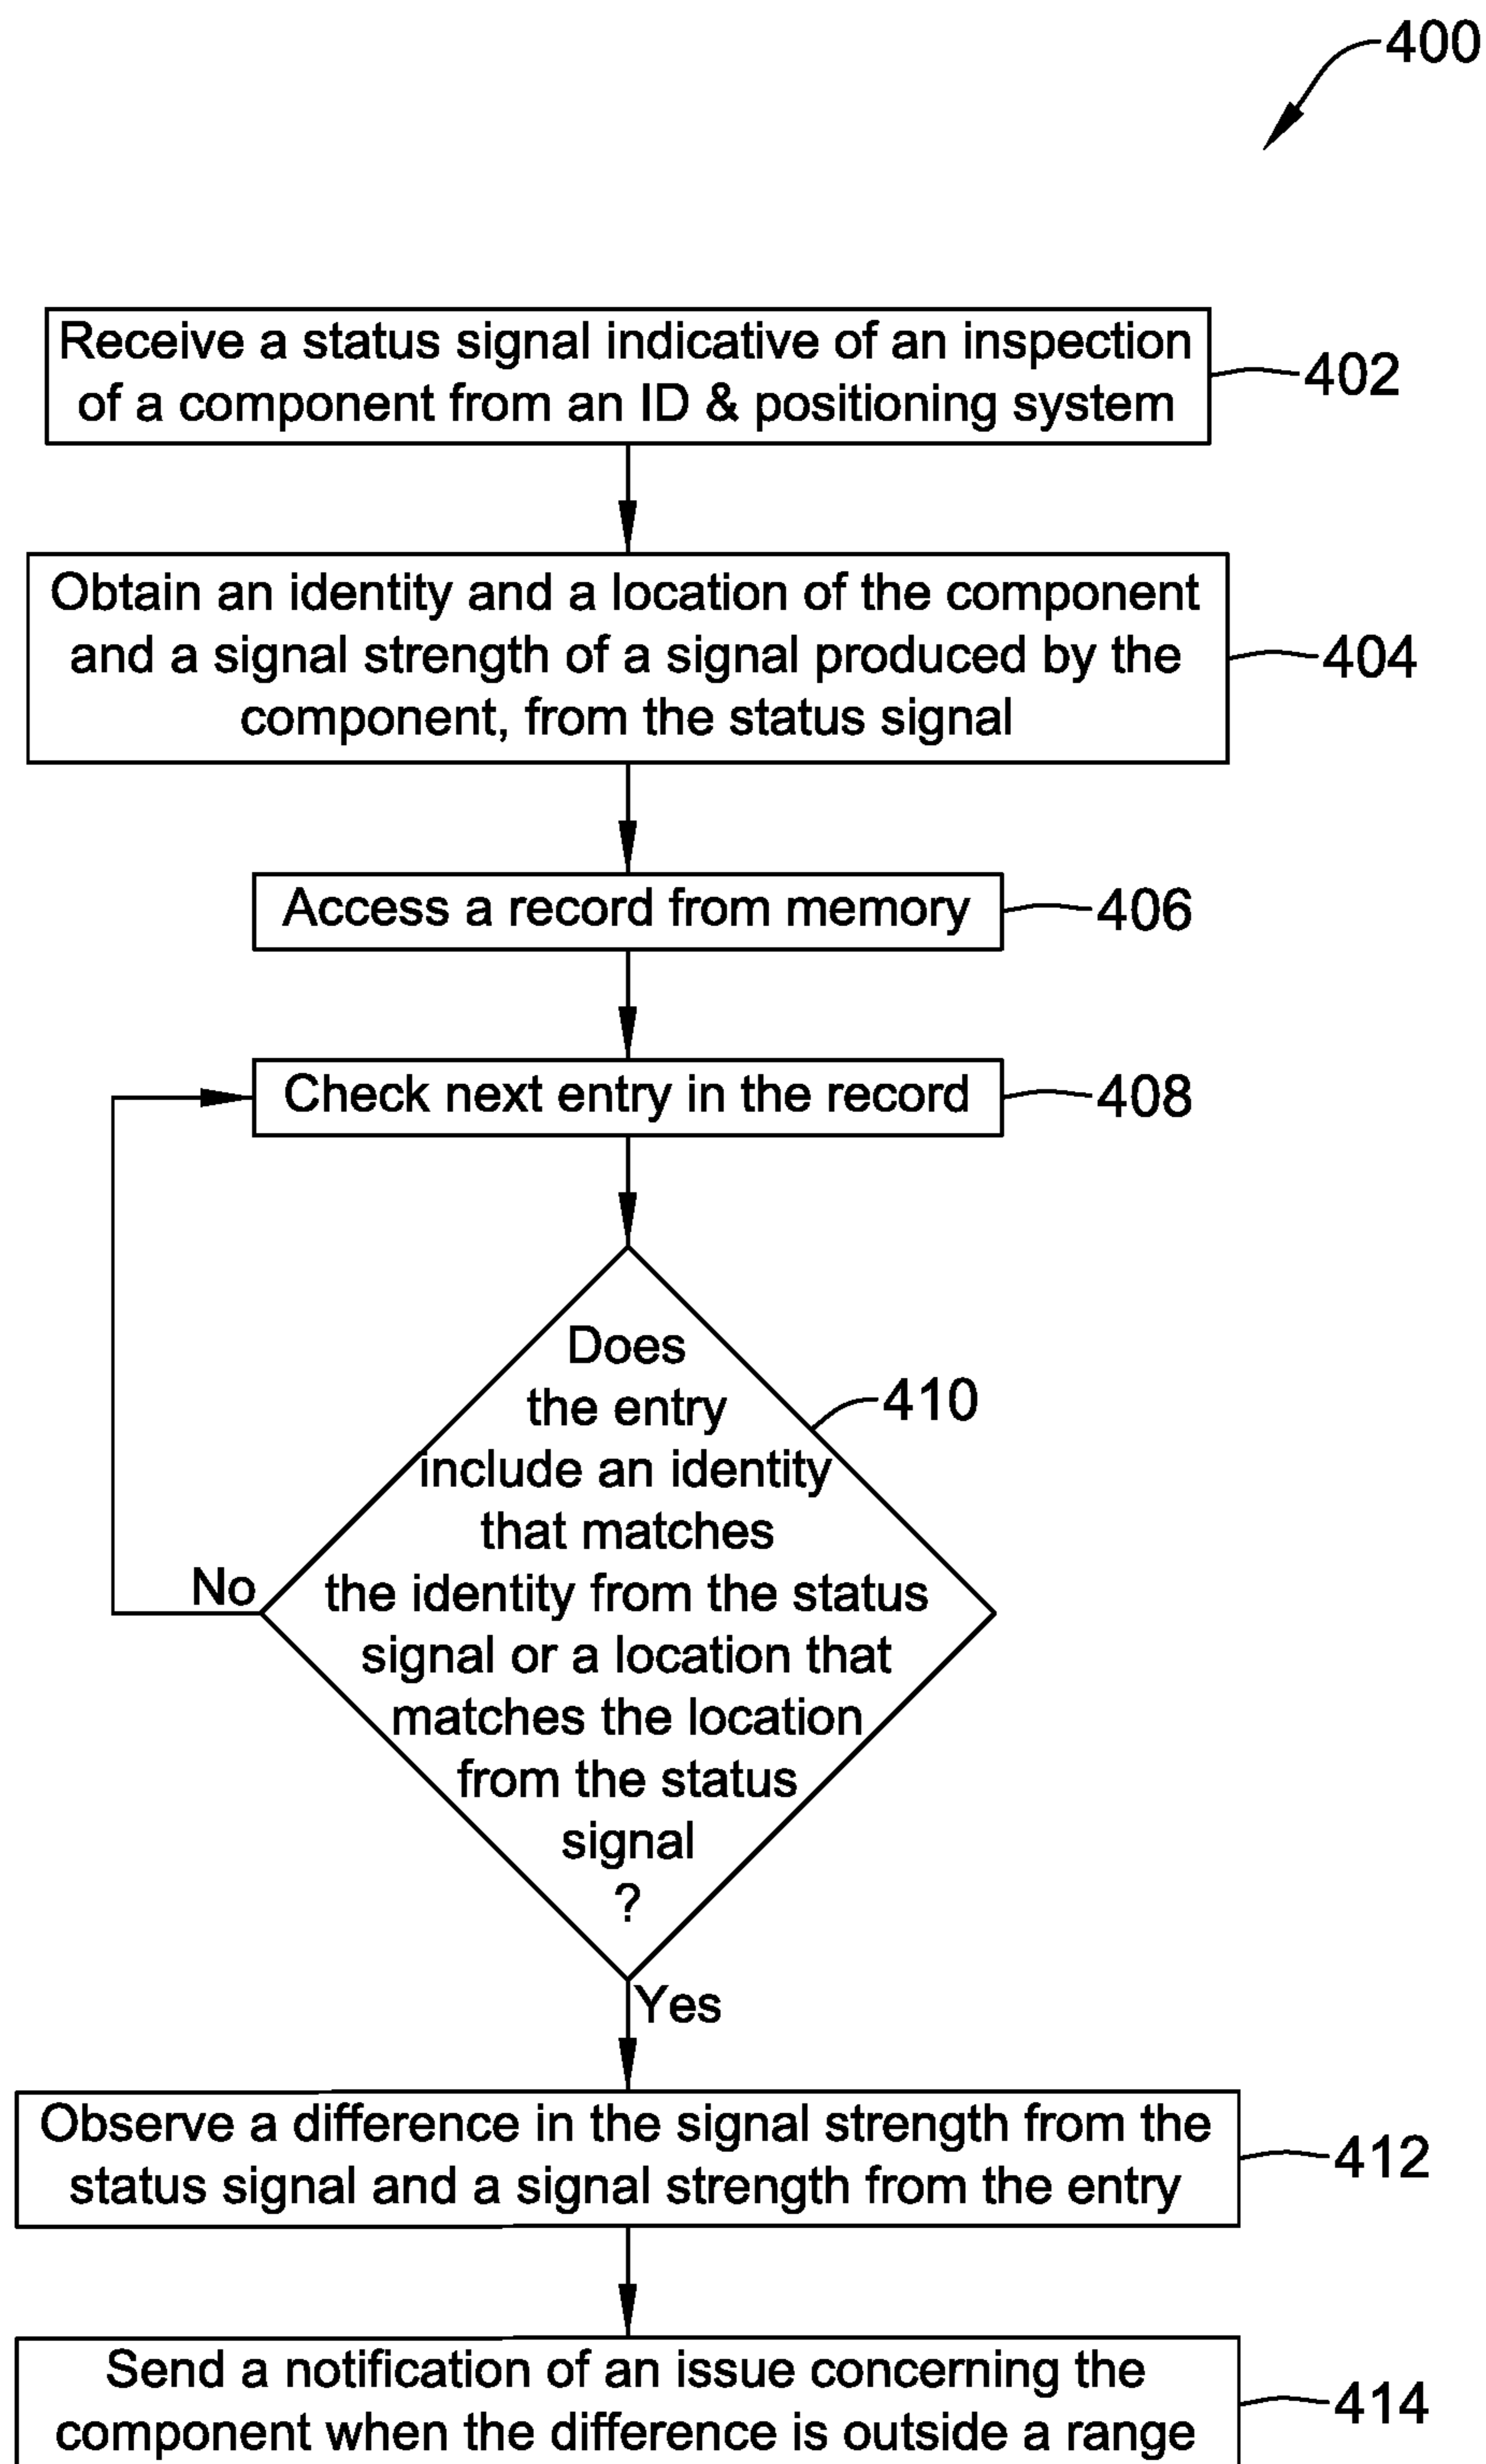 400
Receive a status signal indicative of an inspection
of a component from an ID & positioning system
402
Obtain an identity and a location of the component
and a signal strength of a signal produced by the
component, from the status signal
404
Access a record from memory
406
Check next entry in the record
408
Does
the entry
include an identity
that matches
the identity from the status
signal or a location that
matches the location
from the status
signal
?
410
No
Yes
Observe a difference in the signal strength from the
status signal and a signal strength from the entry
412
Send a notification of an issue concerning the
component when the difference is outside a range
414